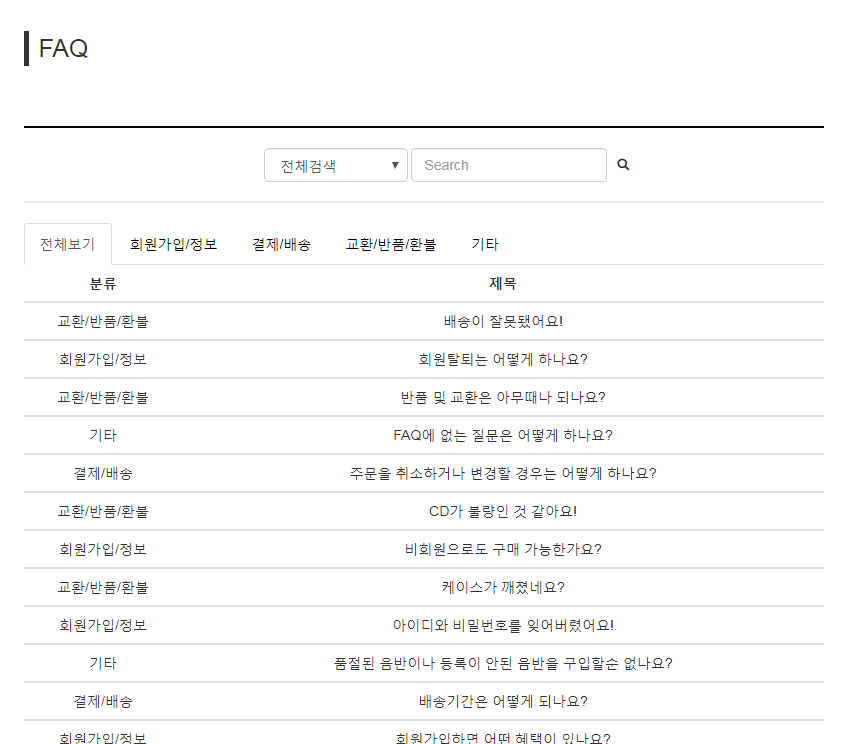 FAQ
전체검색 Search
전체보기 회원가입/정보 결제/배송 교환/반품/환불 기타
분류 제목
교환/반품/환불 배송이 잘못됐어요!
회원가입/정보 회원탈퇴는 어떻게 하나요?
교환/반품/환불 반품 및 교환은 아무때나 되나요?
기타 FAQ에 없는 질문은 어떻게 하나요?
결제/배송 주문을 취소하거나 변경할 경우는 어떻게 하나요?
교환/반품/환불 CD가 불량인 것 같아요!
회원가입/정보 비회원으로도 구매 가능한가요?
교환/반품/환불 케이스가 깨졌네요?
회원가입/정보 아이디와 비밀번호를 잊어버렸어요!
기타 품절된 음반이나 등록이 안된 음반을 구입할순 없나요?
결제/배송 배송기간은 어떻게 되나요?
회원가입/정보 회원가입하면 어떤 혜택이 있나요?